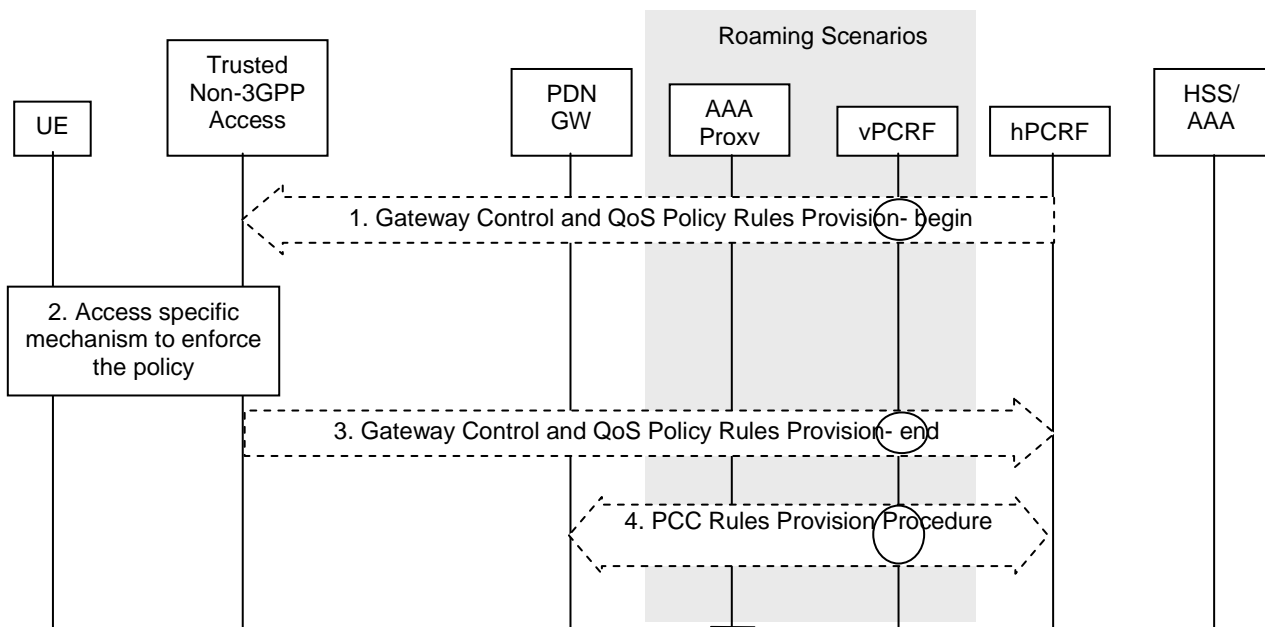 Roaming Scenarios
UE
Trusted
Non-3GPP
Access
PDN
GW
AAA
Proxv
vPCRF
hPCRF
HSS/
AAA
1. Gateway Control and QoS Policy Rules Provision- begin
2. Access specific
mechanism to enforce
the policy
3. Gateway Control and QoS Policy Rules Provision- end
4. PCC Rules Provision Procedure